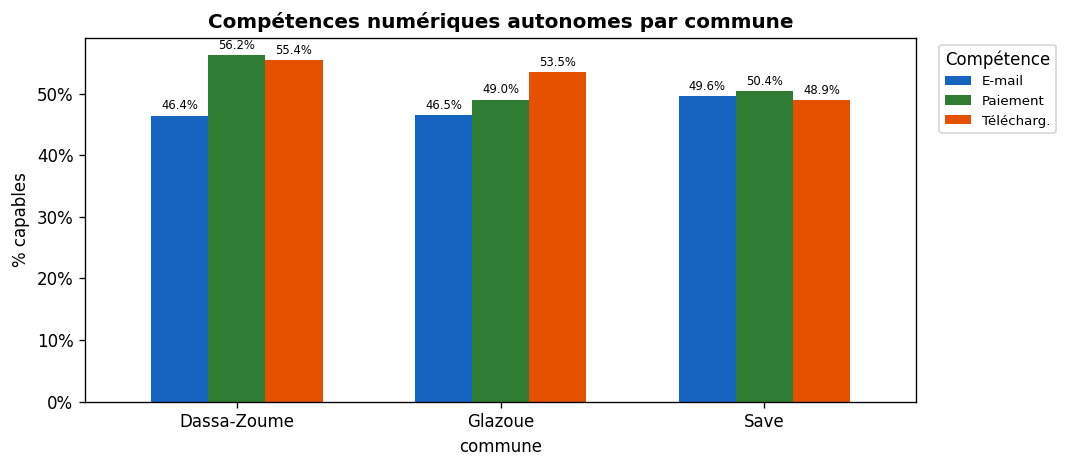 Compétences numériques autonomes par commune
% capables
50%
40%
30%
20%
10%
0%
46.4%
56.2%
55.4%
46.5%
49.0%
53.5%
49.6%
50.4%
48.9%
Dassa-Zoume
Glazoue
Save
commune
Compétence
E-mail
Paiement
Télécharg.